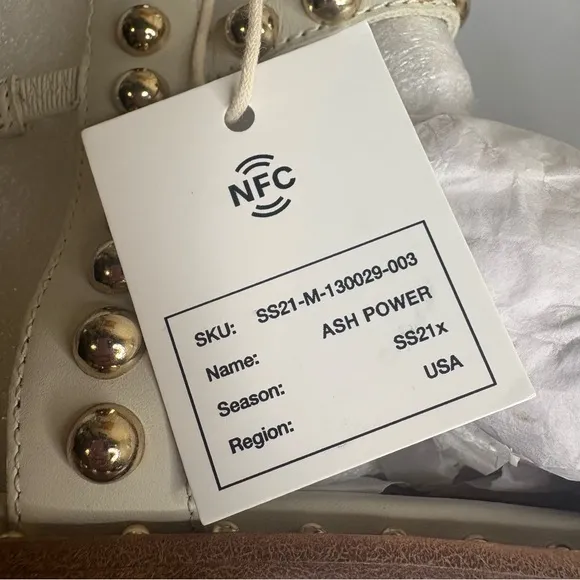 NFC
SKU: SS21-M-130029-003
Name: ASH POWER
Season: SS21x
Region: USA